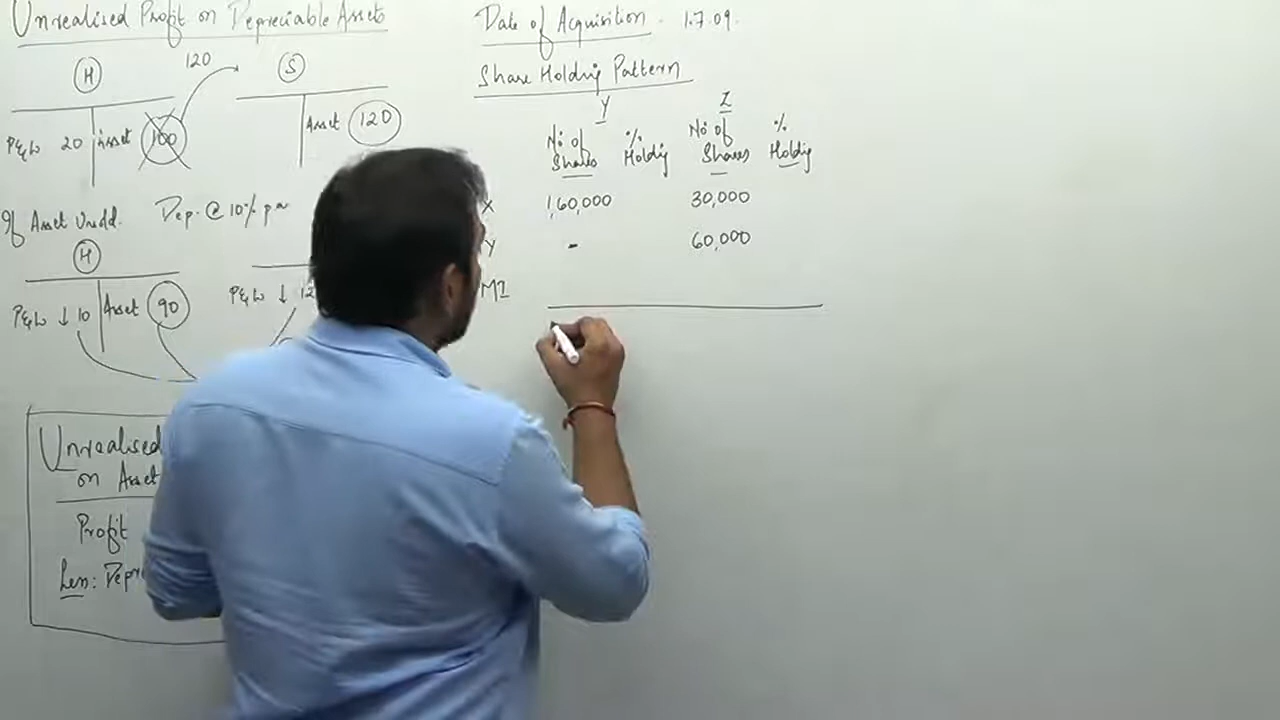 Unrealised Profit on Depreciable Assets
H
120
S
P&L 20
Asset
100
Asset
120
If Asset Unsold.
Dep. @ 10% pa
H
P&L ↓ 10
Asset
90
P&L ↓ 12
Unrealised
on Asset
Profit
Less:
Date of Acquisition - 1.7.09.
Share Holding Pattern
Y Z
No of Shares
% Holding
No of Shares
% Holding
X 1,60,000 30,000
Y - 60,000
MI